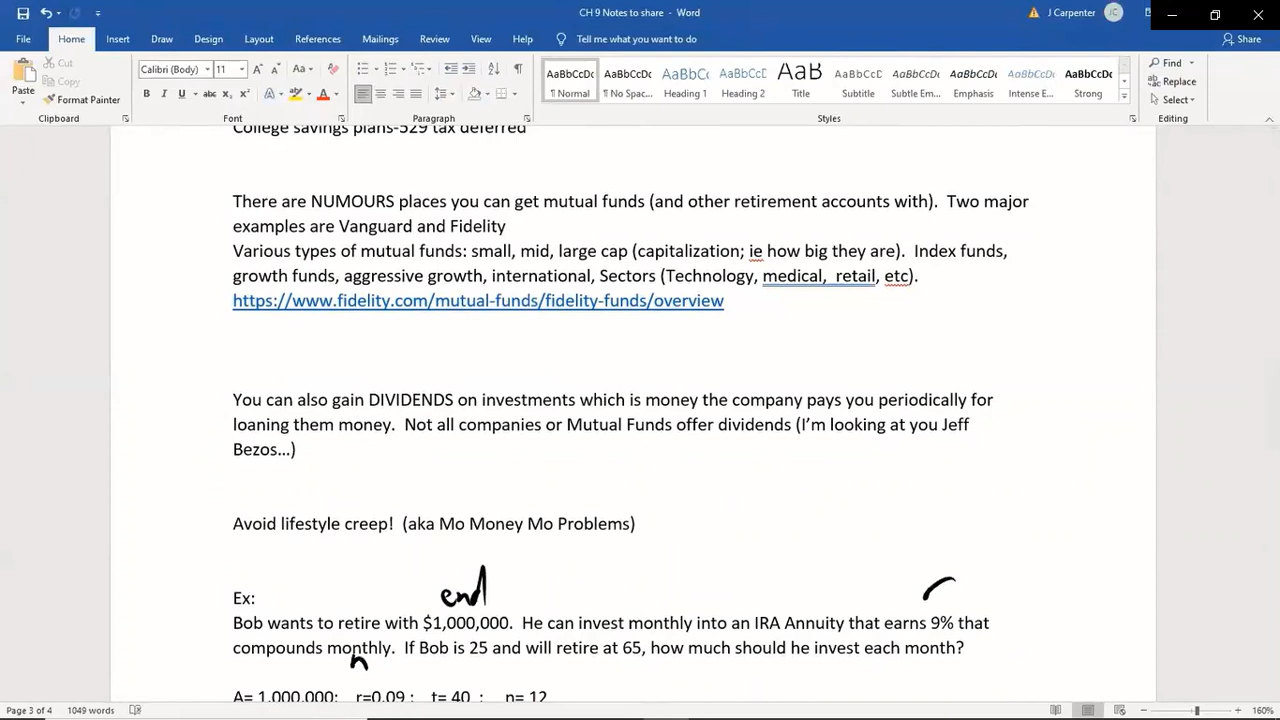 CH 9 Notes to share - Word
J Carpenter JC
File Home Insert Draw Design Layout References Mailings Review View Help Tell me what you want to do Share
Cut
Copy
Paste
Format Painter
Clipboard
Calibri (Body) 11
Font
Paragraph
AaBbCcDc AaBbCcDc AaBbC AaBbCcD AaB AaBbCcD AaBbCcDc AaBbCcDc AaBbCcDc AaBbCcDc
¶ Normal ¶ No Spac... Heading 1 Heading 2 Title Subtitle Subtle Em... Emphasis Intense E... Strong
Styles
Find
Replace
Select
Editing
College savings plans-529 tax deferred
There are NUMOURS places you can get mutual funds (and other retirement accounts with). Two major
examples are Vanguard and Fidelity
Various types of mutual funds: small, mid, large cap (capitalization; ie how big they are). Index funds,
growth funds, aggressive growth, international, Sectors (Technology, medical, retail, etc).
https://www.fidelity.com/mutual-funds/fidelity-funds/overview
You can also gain DIVIDENDS on investments which is money the company pays you periodically for
loaning them money. Not all companies or Mutual Funds offer dividends (I'm looking at you Jeff
Bezos...)
Avoid lifestyle creep! (aka Mo Money Mo Problems)
end r
Ex:
Bob wants to retire with $1,000,000. He can invest monthly into an IRA Annuity that earns 9% that
compounds monthly. If Bob is 25 and will retire at 65, how much should he invest each month?
n
A= 1,000,000; r=0.09 ; t= 40 ; n= 12
Page 3 of 4 1049 words
160%